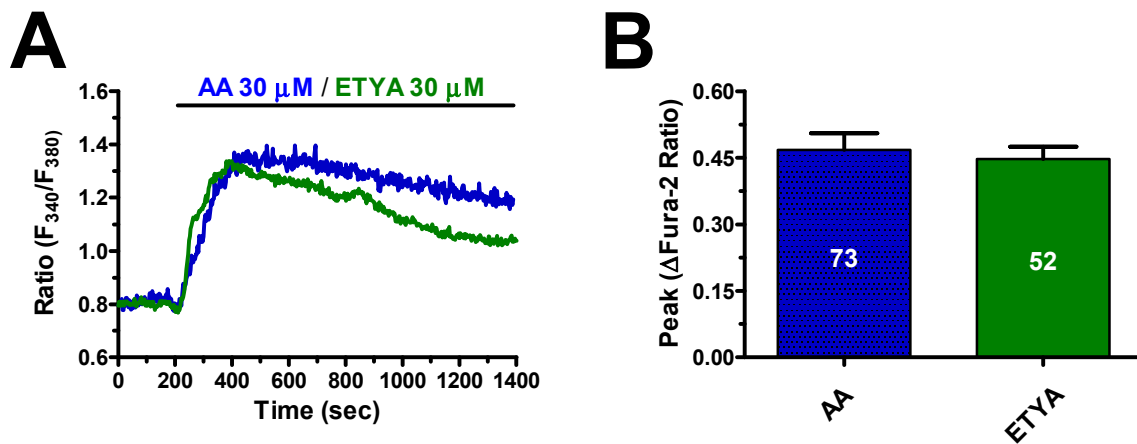 A
AA 30 μM / ETYA 30 μM
Ratio (F340/F380)
1.6
1.4
1.2
1.0
0.8
0.6
0 200 400 600 800 1000 1200 1400
Time (sec)
B
Peak (ΔFura-2 Ratio)
0.60
0.45
0.30
0.15
0.00
73
52
AA
ETYA